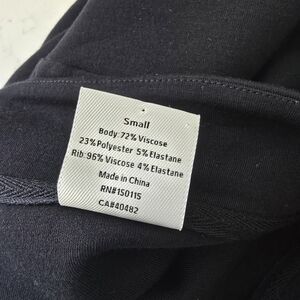 Small
Body: 72% Viscose
23% Polyester 5% Elastane
Rib: 96% Viscose 4% Elastane
Made in China
RN#150115
CA#40482